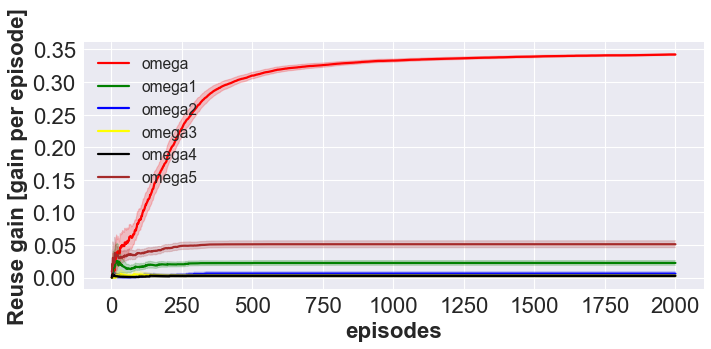 Reuse gain [gain per episode]
0.35
0.30
0.25
0.20
0.15
0.10
0.05
0.00
omega
omega1
omega2
omega3
omega4
omega5
0 250 500 750 1000 1250 1500 1750 2000
episodes